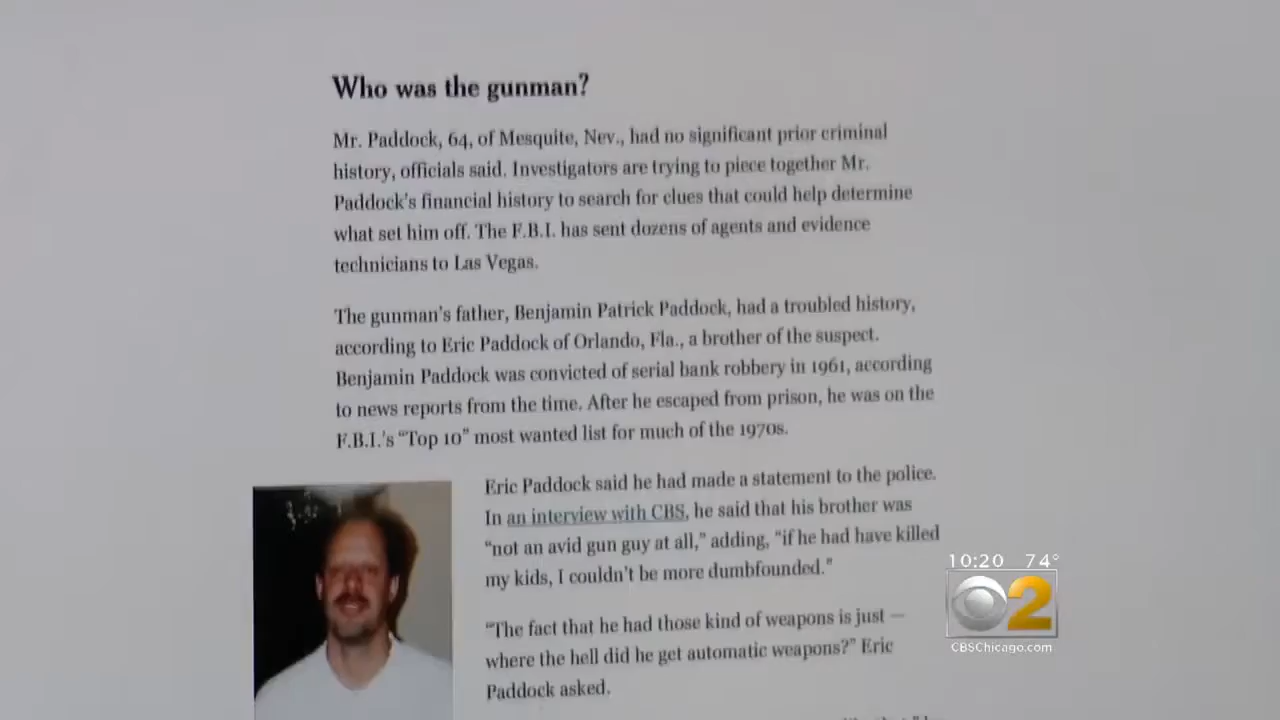 Who was the gunman?
Mr. Paddock, 64, of Mesquite, Nev., had no significant prior criminal
history, officials said. Investigators are trying to piece together Mr.
Paddock's financial history to search for clues that could help determine
what set him off. The F.B.I. has sent dozens of agents and evidence
technicians to Las Vegas.
The gunman's father, Benjamin Patrick Paddock, had a troubled history,
according to Eric Paddock of Orlando, Fla., a brother of the suspect.
Benjamin Paddock was convicted of serial bank robbery in 1961, according
to news reports from the time. After he escaped from prison, he was on the
F.B.I.'s “Top 10” most wanted list for much of the 1970s.
Eric Paddock said he had made a statement to the police.
In an interview with CBS, he said that his brother was
“not an avid gun guy at all,” adding, “if he had have killed
my kids, I couldn't be more dumbfounded.”
“The fact that he had those kind of weapons is just —
where the hell did he get automatic weapons?” Eric
Paddock asked.
10:20 74°
2
CBSChicago.com